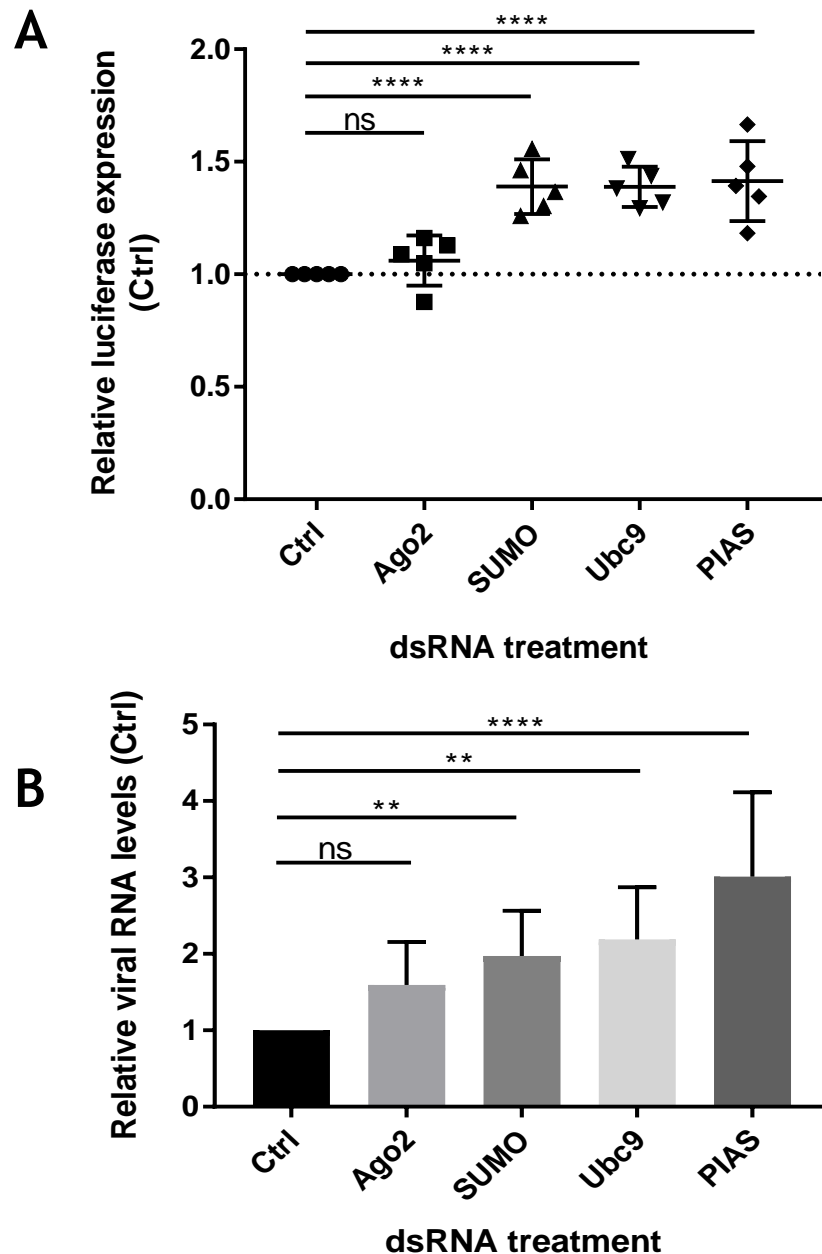 A
****
****
****
ns
2.0
1.5
1.0
0.5
0.0
Relative luciferase expression
(Ctrl)
Ctrl
Ago2
SUMO
Ubc9
PIAS
dsRNA treatment
B
****
**
**
ns
5
4
3
2
1
0
Relative viral RNA levels (Ctrl)
Ctrl
Ago2
SUMO
Ubc9
PIAS
dsRNA treatment